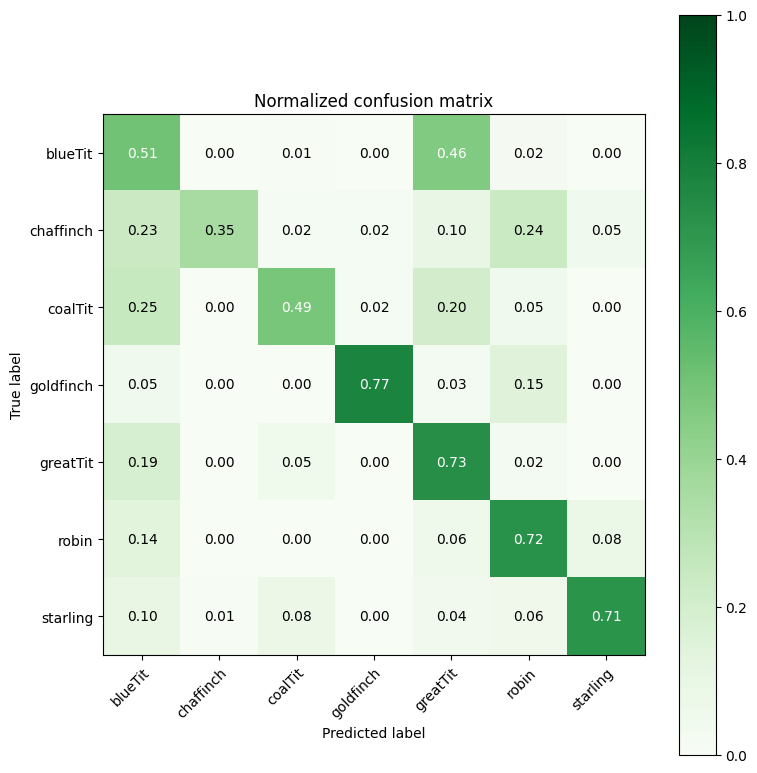 Normalized confusion matrix
True label
blueTit 0.51 0.00 0.01 0.00 0.46 0.02 0.00
chaffinch 0.23 0.35 0.02 0.02 0.10 0.24 0.05
coalTit 0.25 0.00 0.49 0.02 0.20 0.05 0.00
goldfinch 0.05 0.00 0.00 0.77 0.03 0.15 0.00
greatTit 0.19 0.00 0.05 0.00 0.73 0.02 0.00
robin 0.14 0.00 0.00 0.00 0.06 0.72 0.08
starling 0.10 0.01 0.08 0.00 0.04 0.06 0.71
blueTit chaffinch coalTit goldfinch greatTit robin starling
Predicted label
1.0
0.8
0.6
0.4
0.2
0.0